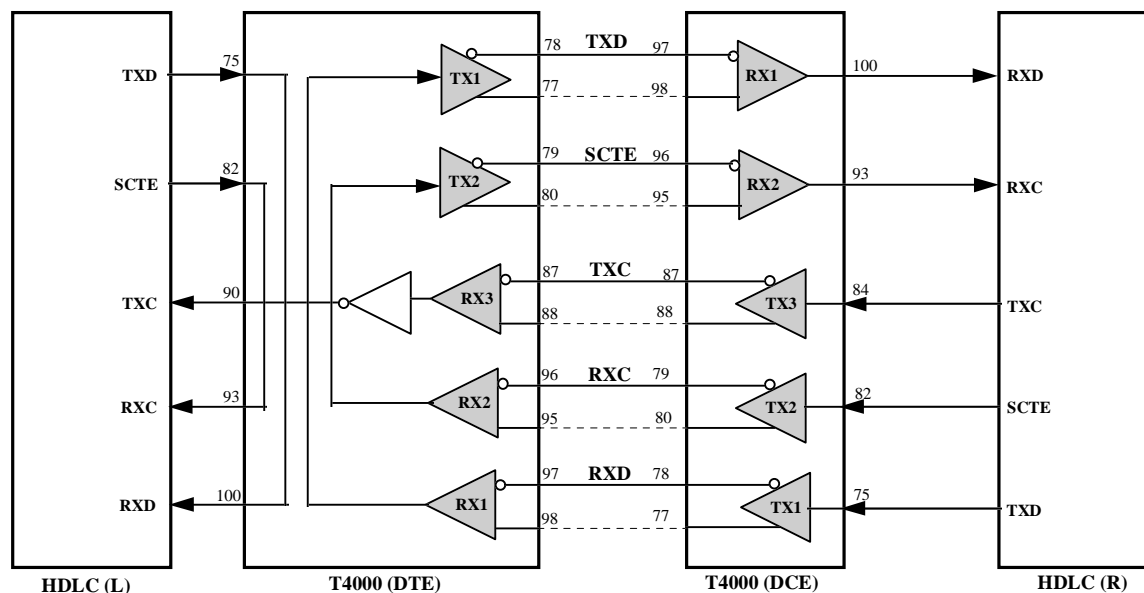 78 TXD 97
TXD 75 TX1 RX1 100 RXD
77 98
79 SCTE 96
SCTE 82 TX2 RX2 93 RXC
80 95
87 TXC 87
TXC 90 RX3 TX3 84 TXC
88 88
96 RXC 79
RXC 93 RX2 TX2 82 SCTE
95 80
97 RXD 78
RXD 100 RX1 TX1 75 TXD
98 77
HDLC (L) T4000 (DTE) T4000 (DCE) HDLC (R)